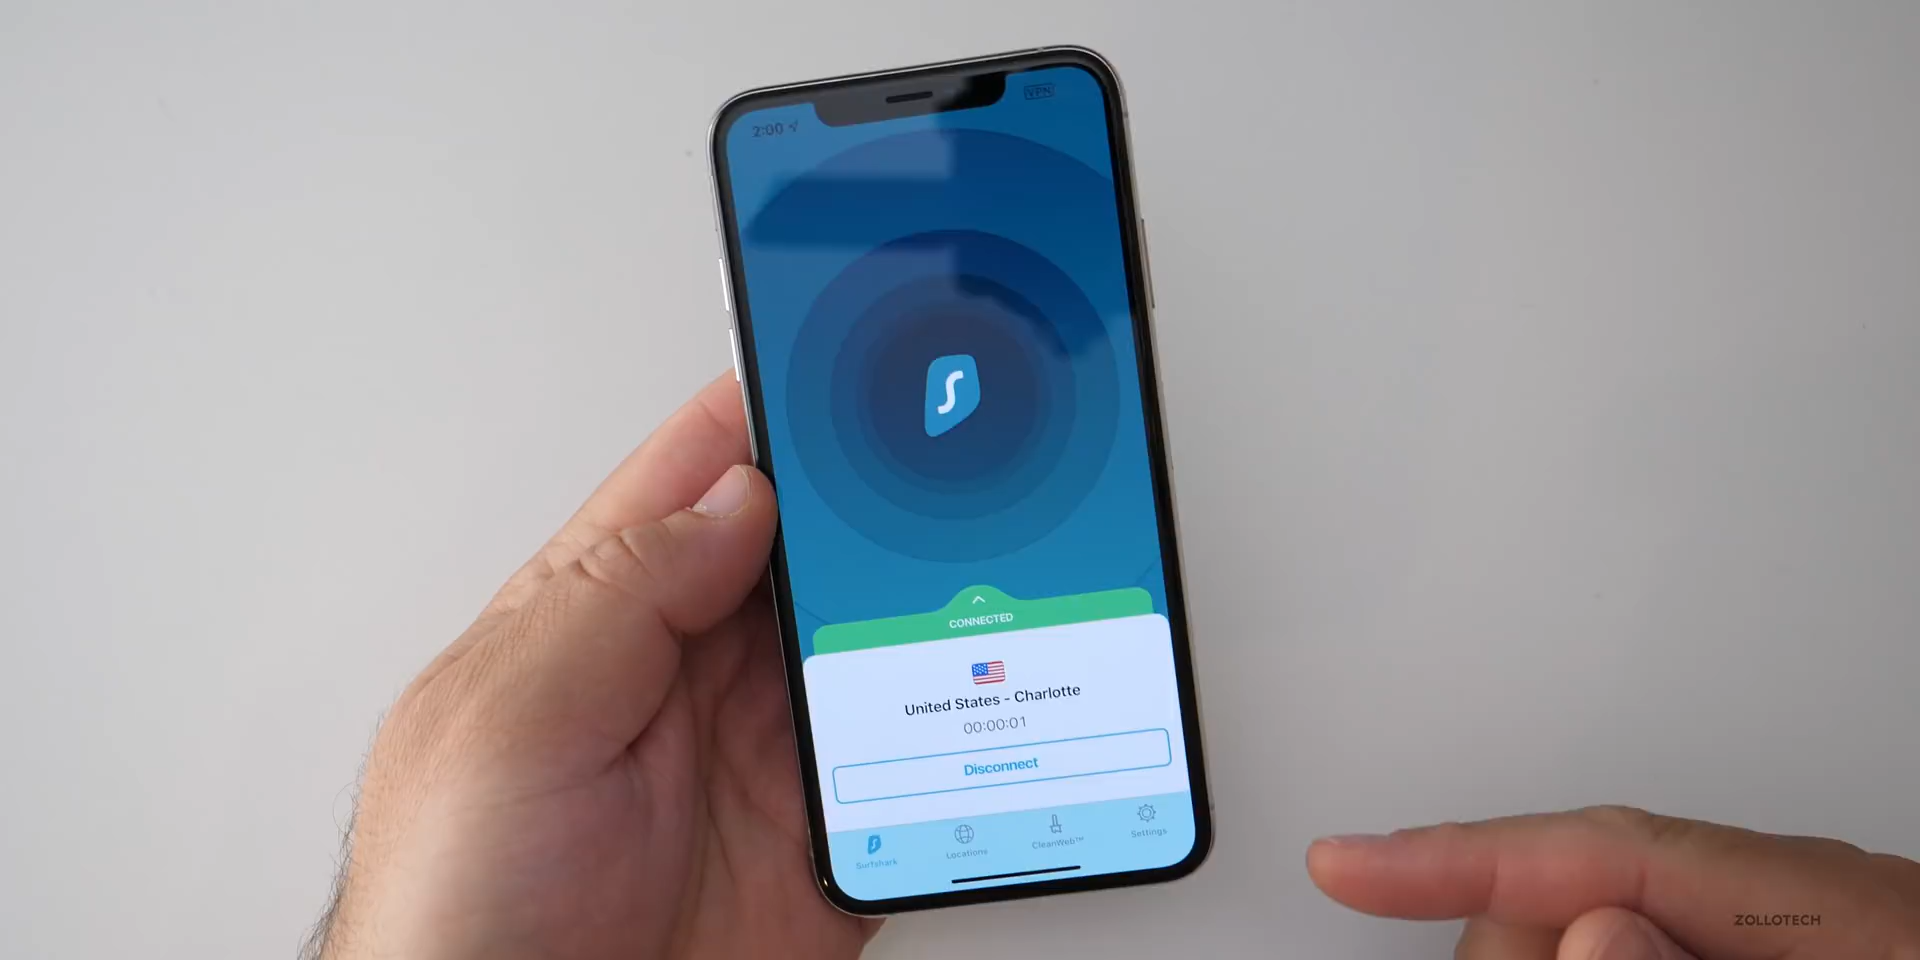 2:00
VPN
CONNECTED
United States - Charlotte
00:00:01
Disconnect
Surfshark
Locations
CleanWeb™
Settings
ZOLLOTECH